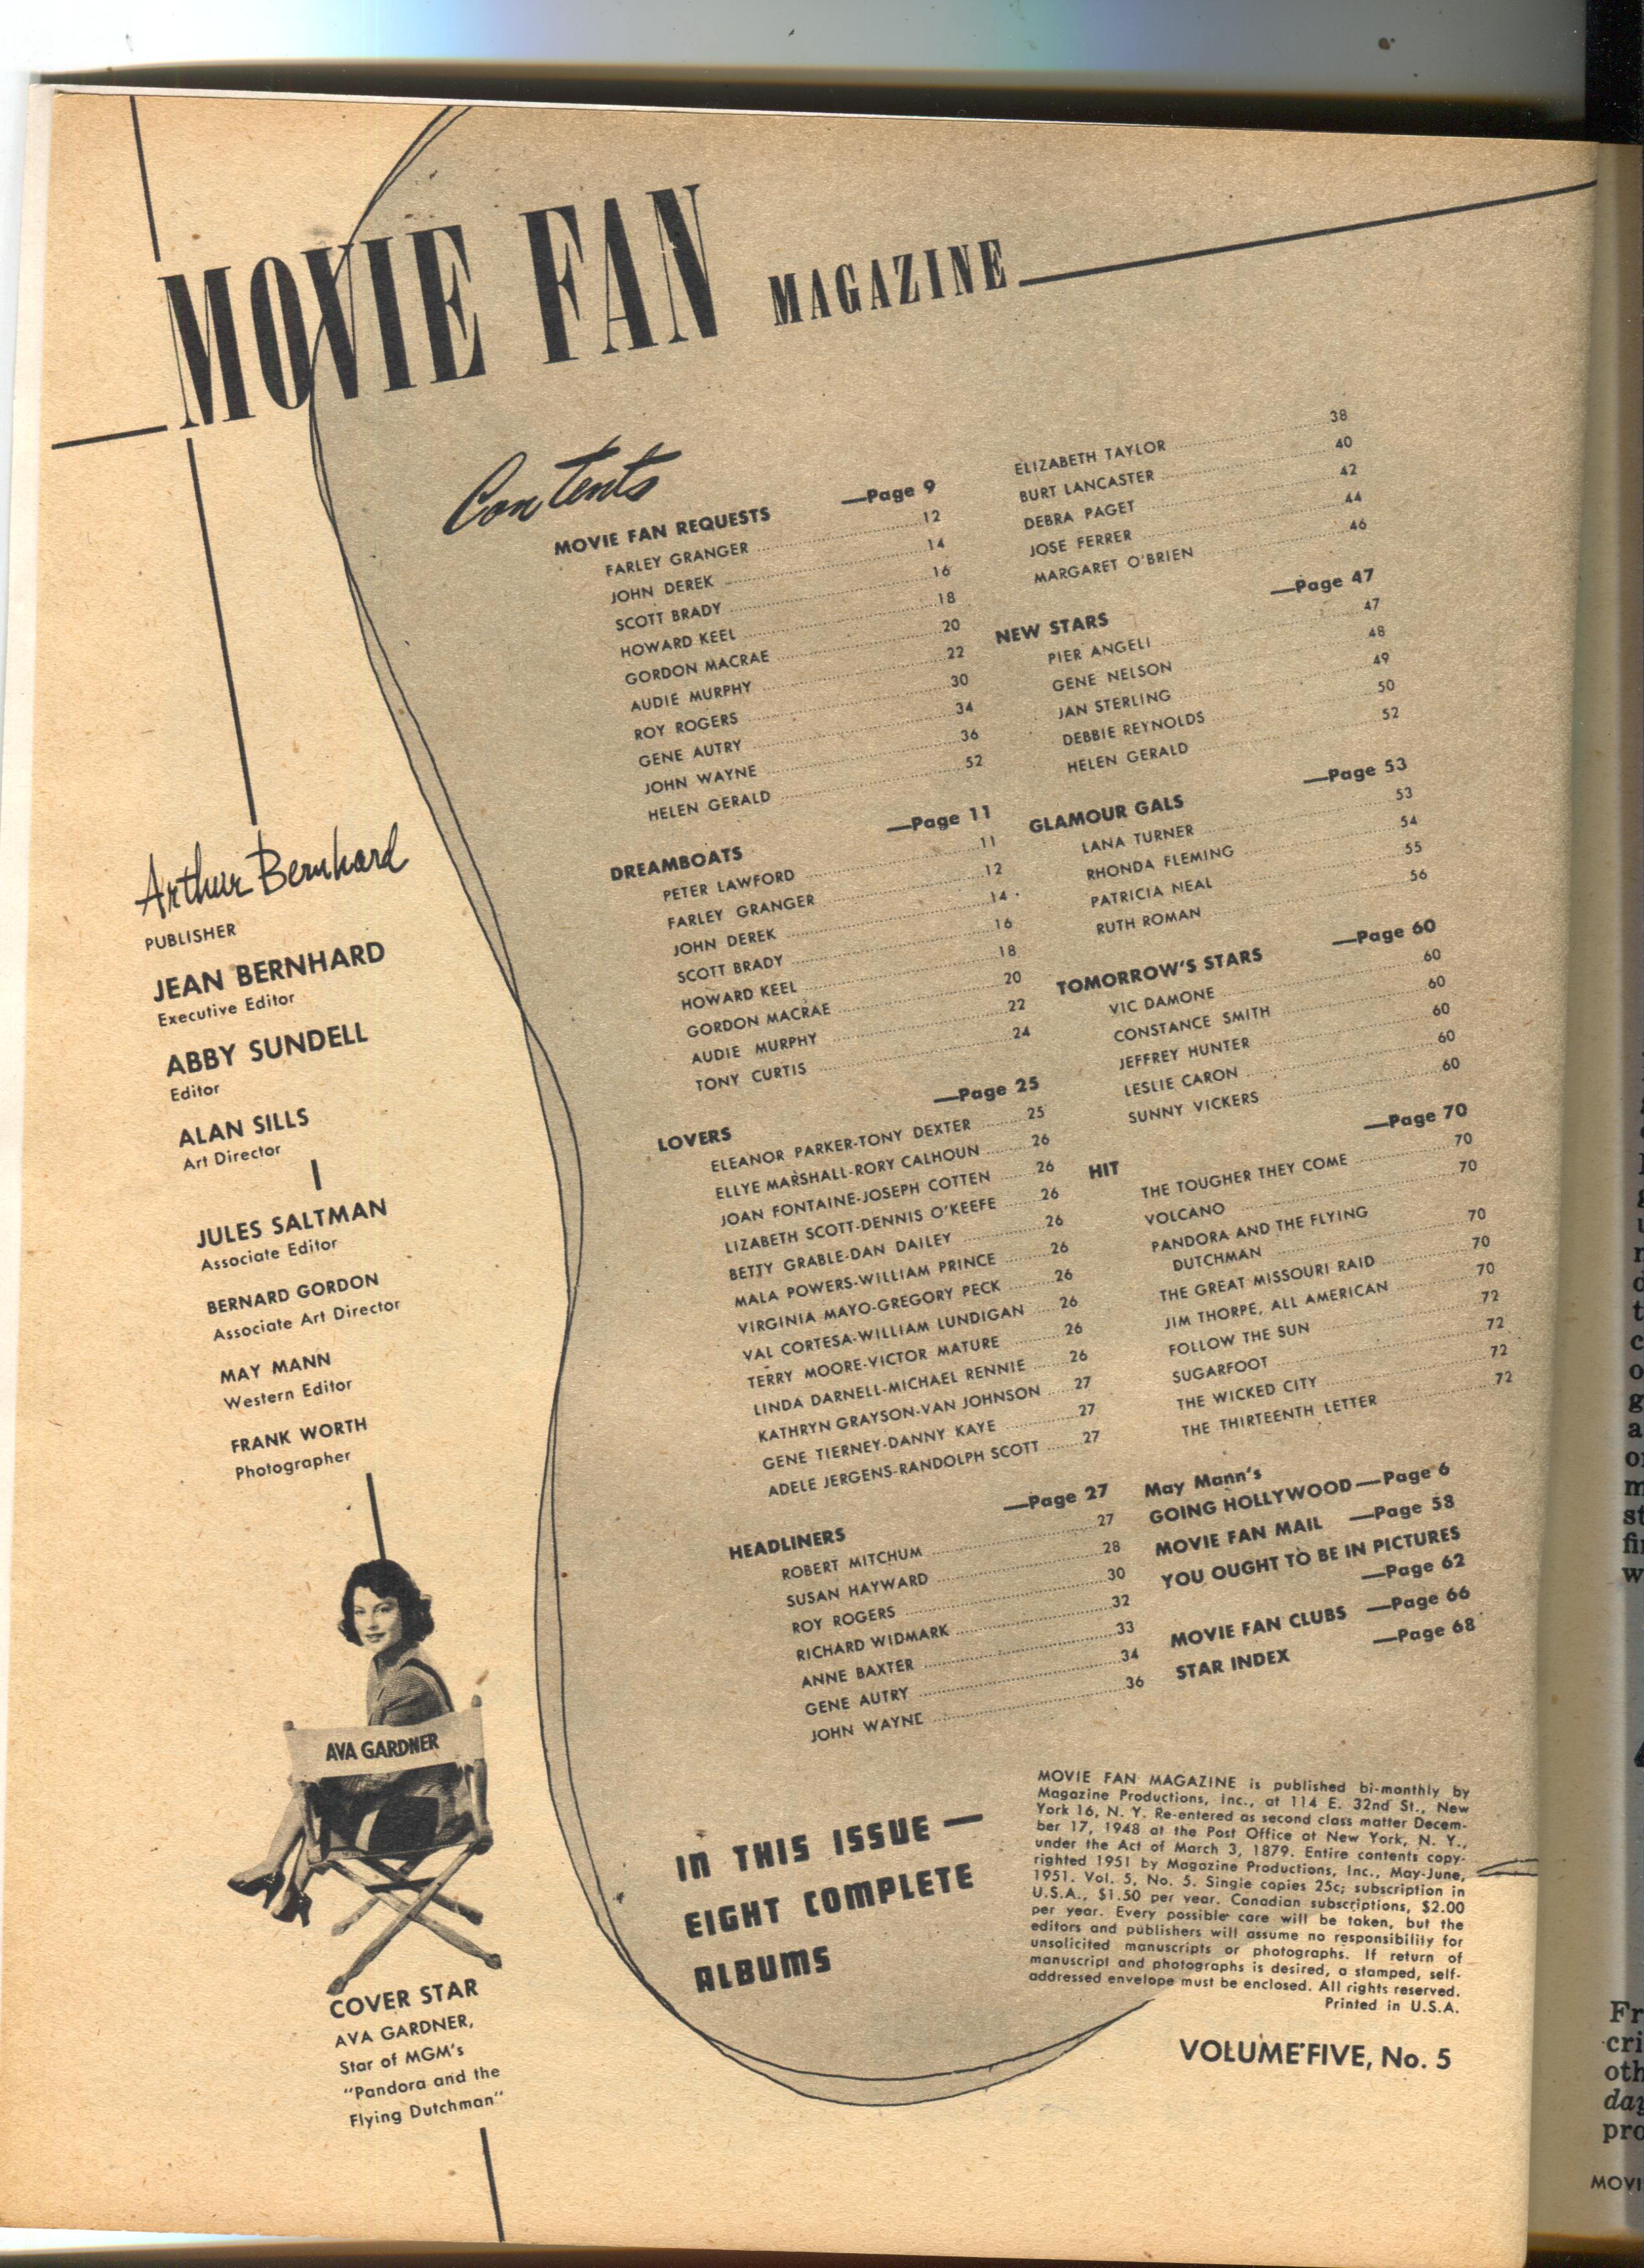 MOVIE FAN MAGAZINE
Contents
MOVIE FAN REQUESTS —Page 9
FARLEY GRANGER 12
JOHN DEREK 14
SCOTT BRADY 16
HOWARD KEEL 18
GORDON MACRAE 20
AUDIE MURPHY 22
ROY ROGERS 30
GENE AUTRY 34
JOHN WAYNE 36
HELEN GERALD 52
DREAMBOATS —Page 11
PETER LAWFORD 11
FARLEY GRANGER 12
JOHN DEREK 14
SCOTT BRADY 16
HOWARD KEEL 18
GORDON MACRAE 20
AUDIE MURPHY 22
TONY CURTIS 24
LOVERS —Page 25
ELEANOR PARKER-TONY DEXTER 25
ELLYE MARSHALL-RORY CALHOUN 26
JOAN FONTAINE-JOSEPH COTTEN 26
LIZABETH SCOTT-DENNIS O'KEEFE 26
BETTY GRABLE-DAN DAILEY 26
MALA POWERS-WILLIAM PRINCE 26
VIRGINIA MAYO-GREGORY PECK 26
VAL CORTESA-WILLIAM LUNDIGAN 26
TERRY MOORE-VICTOR MATURE 26
LINDA DARNELL-MICHAEL RENNIE 26
KATHRYN GRAYSON-VAN JOHNSON 27
GENE TIERNEY-DANNY KAYE 27
ADELE JERGENS-RANDOLPH SCOTT 27
HEADLINERS —Page 27
ROBERT MITCHUM 27
SUSAN HAYWARD 28
ROY ROGERS 30
RICHARD WIDMARK 32
ANNE BAXTER 33
GENE AUTRY 34
JOHN WAYNE 36
ELIZABETH TAYLOR 38
BURT LANCASTER 40
DEBRA PAGET 42
JOSE FERRER 44
MARGARET O'BRIEN 46
NEW STARS —Page 47
PIER ANGELI 47
GENE NELSON 48
JAN STERLING 49
DEBBIE REYNOLDS 50
HELEN GERALD 52
GLAMOUR GALS —Page 53
LANA TURNER 53
RHONDA FLEMING 54
PATRICIA NEAL 55
RUTH ROMAN 56
TOMORROW'S STARS —Page 60
VIC DAMONE 60
CONSTANCE SMITH 60
JEFFREY HUNTER 60
LESLIE CARON 60
SUNNY VICKERS 60
HIT —Page 70
THE TOUGHER THEY COME 70
VOLCANO 70
PANDORA AND THE FLYING
DUTCHMAN 70
THE GREAT MISSOURI RAID 70
JIM THORPE, ALL AMERICAN 70
FOLLOW THE SUN 72
SUGARFOOT 72
THE WICKED CITY 72
THE THIRTEENTH LETTER 72
May Mann's
GOING HOLLYWOOD—Page 6
MOVIE FAN MAIL —Page 58
YOU OUGHT TO BE IN PICTURES
—Page 62
MOVIE FAN CLUBS —Page 66
STAR INDEX —Page 68
Arthur Bernhard
PUBLISHER
JEAN BERNHARD
Executive Editor
ABBY SUNDELL
Editor
ALAN SILLS
Art Director
JULES SALTMAN
Associate Editor
BERNARD GORDON
Associate Art Director
MAY MANN
Western Editor
FRANK WORTH
Photographer
AVA GARDNER
COVER STAR
AVA GARDNER,
Star of MGM's
"Pandora and the
Flying Dutchman"
IN THIS ISSUE —
EIGHT COMPLETE
ALBUMS
MOVIE FAN MAGAZINE is published bi-monthly by
Magazine Productions, Inc., at 114 E. 32nd St., New
York 16, N. Y. Re-entered as second class matter Decem-
ber 17, 1948 at the Post Office at New York, N. Y.,
under the Act of March 3, 1879. Entire contents copy-
righted 1951 by Magazine Productions, Inc., May-June,
1951. Vol. 5, No. 5. Single copies 25c; subscription in
U.S.A., $1.50 per year. Canadian subscriptions, $2.00
per year. Every possible care will be taken, but the
editors and publishers will assume no responsibility for
unsolicited manuscripts or photographs. If return of
manuscript and photographs is desired, a stamped, self-
addressed envelope must be enclosed. All rights reserved.
Printed in U.S.A.
VOLUME FIVE, No. 5